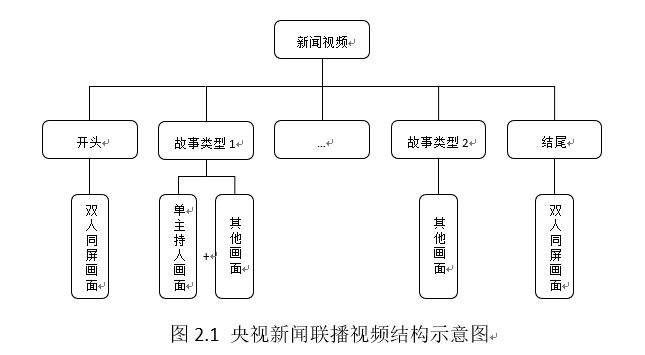 新闻视频
开头
故事类型 1
...
故事类型 2
结尾
双人同屏画面
单主持人画面
+
其他画面
其他画面
双人同屏画面
图 2.1 央视新闻联播视频结构示意图